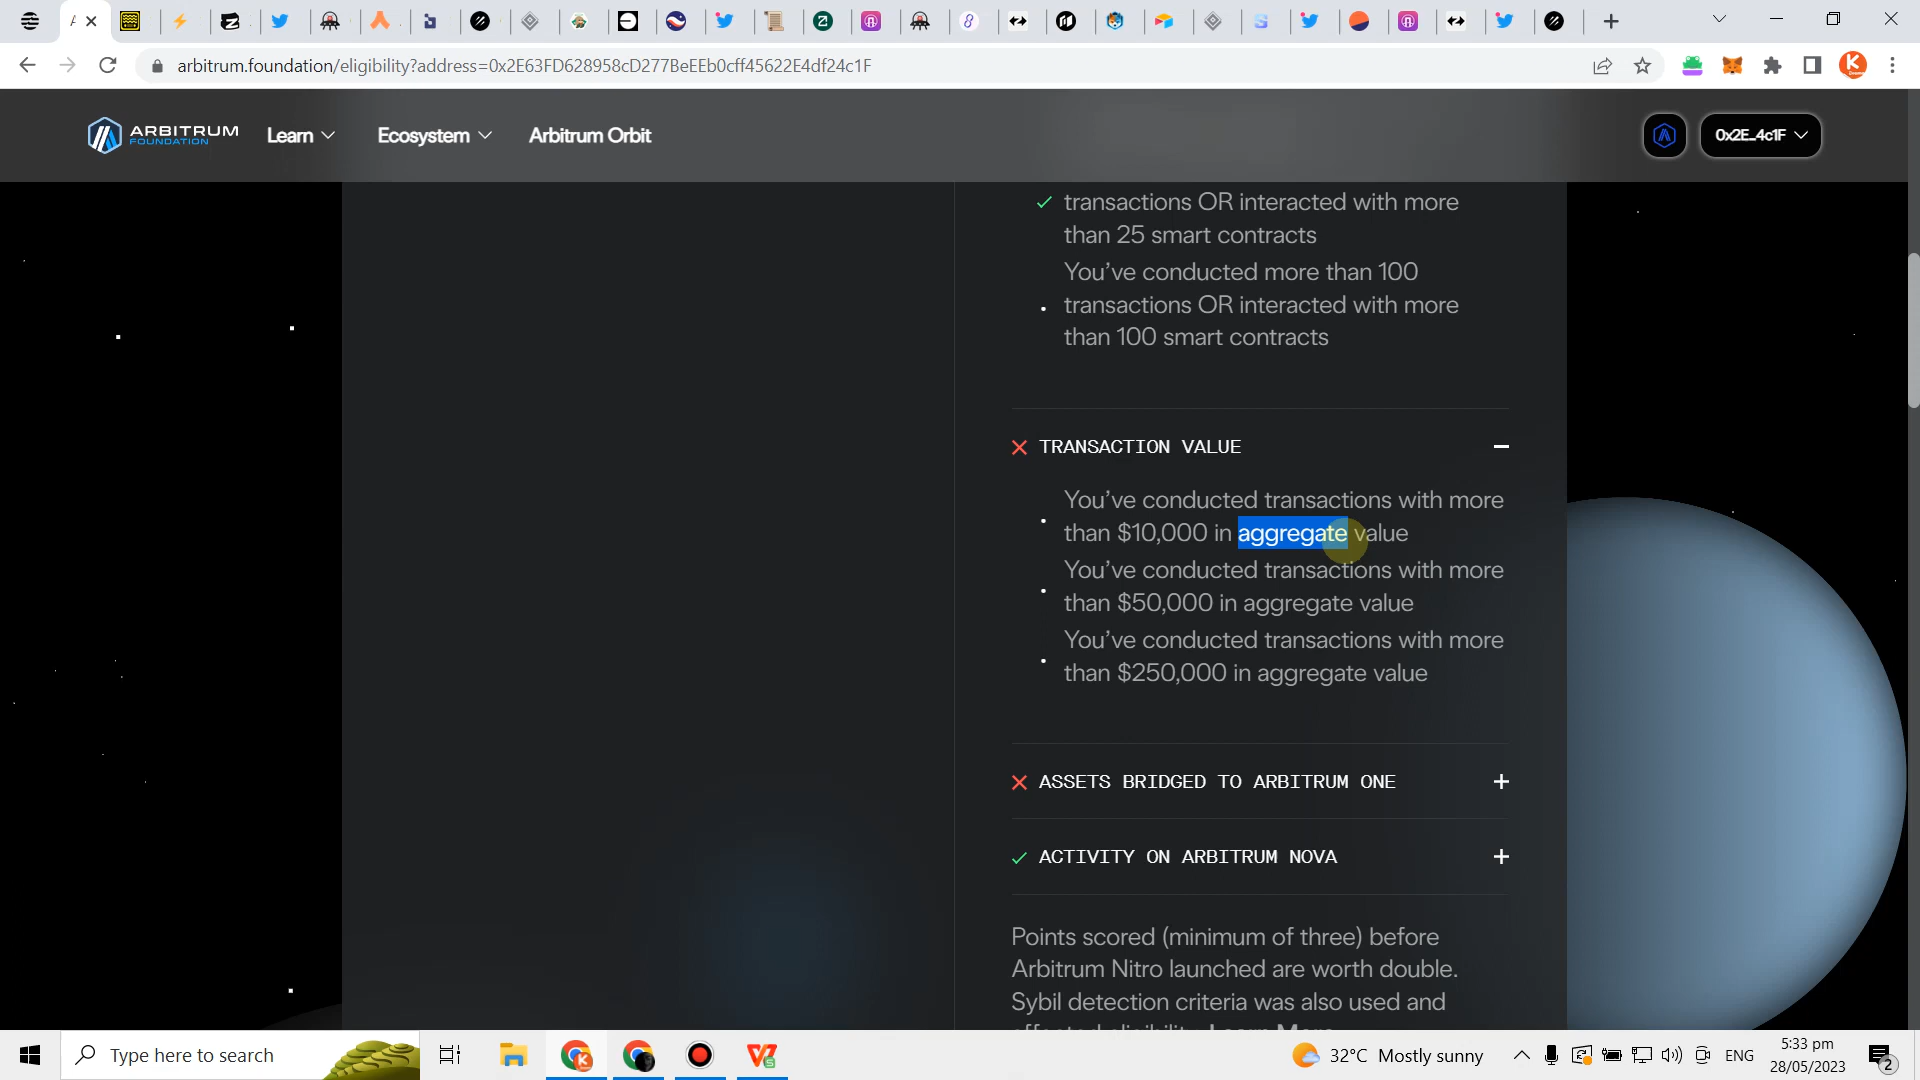 arbitrum.foundation/eligibility?address=0x2E63FD628958cD277BeEEb0cff45622E4df24c1F
ARBITRUM
FOUNDATION
Learn
Ecosystem
Arbitrum Orbit
0x2E_4c1F
transactions OR interacted with more
than 25 smart contracts
You've conducted more than 100
transactions OR interacted with more
than 100 smart contracts
TRANSACTION VALUE
You've conducted transactions with more
than $10,000 in aggregate value
You've conducted transactions with more
than $50,000 in aggregate value
You've conducted transactions with more
than $250,000 in aggregate value
ASSETS BRIDGED TO ARBITRUM ONE
ACTIVITY ON ARBITRUM NOVA
Points scored (minimum of three) before
Arbitrum Nitro launched are worth double.
Sybil detection criteria was also used and
Type here to search
32°C Mostly sunny
ENG
5:33 pm
28/05/2023
2